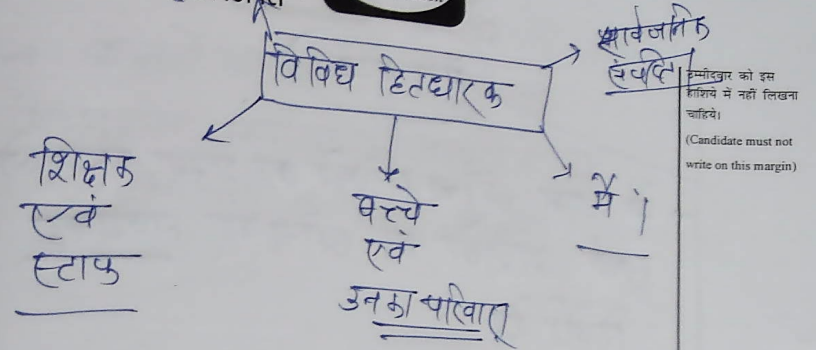 सार्वजनिक
संपत्ति
विविध हितधारक
उम्मीदवार को इस
हाशिये में नहीं लिखना
चाहिये।
(Candidate must not
write on this margin)
शिक्षक
एवं
स्टाफ
बच्चे
एवं
उनका परिवार
मैं।